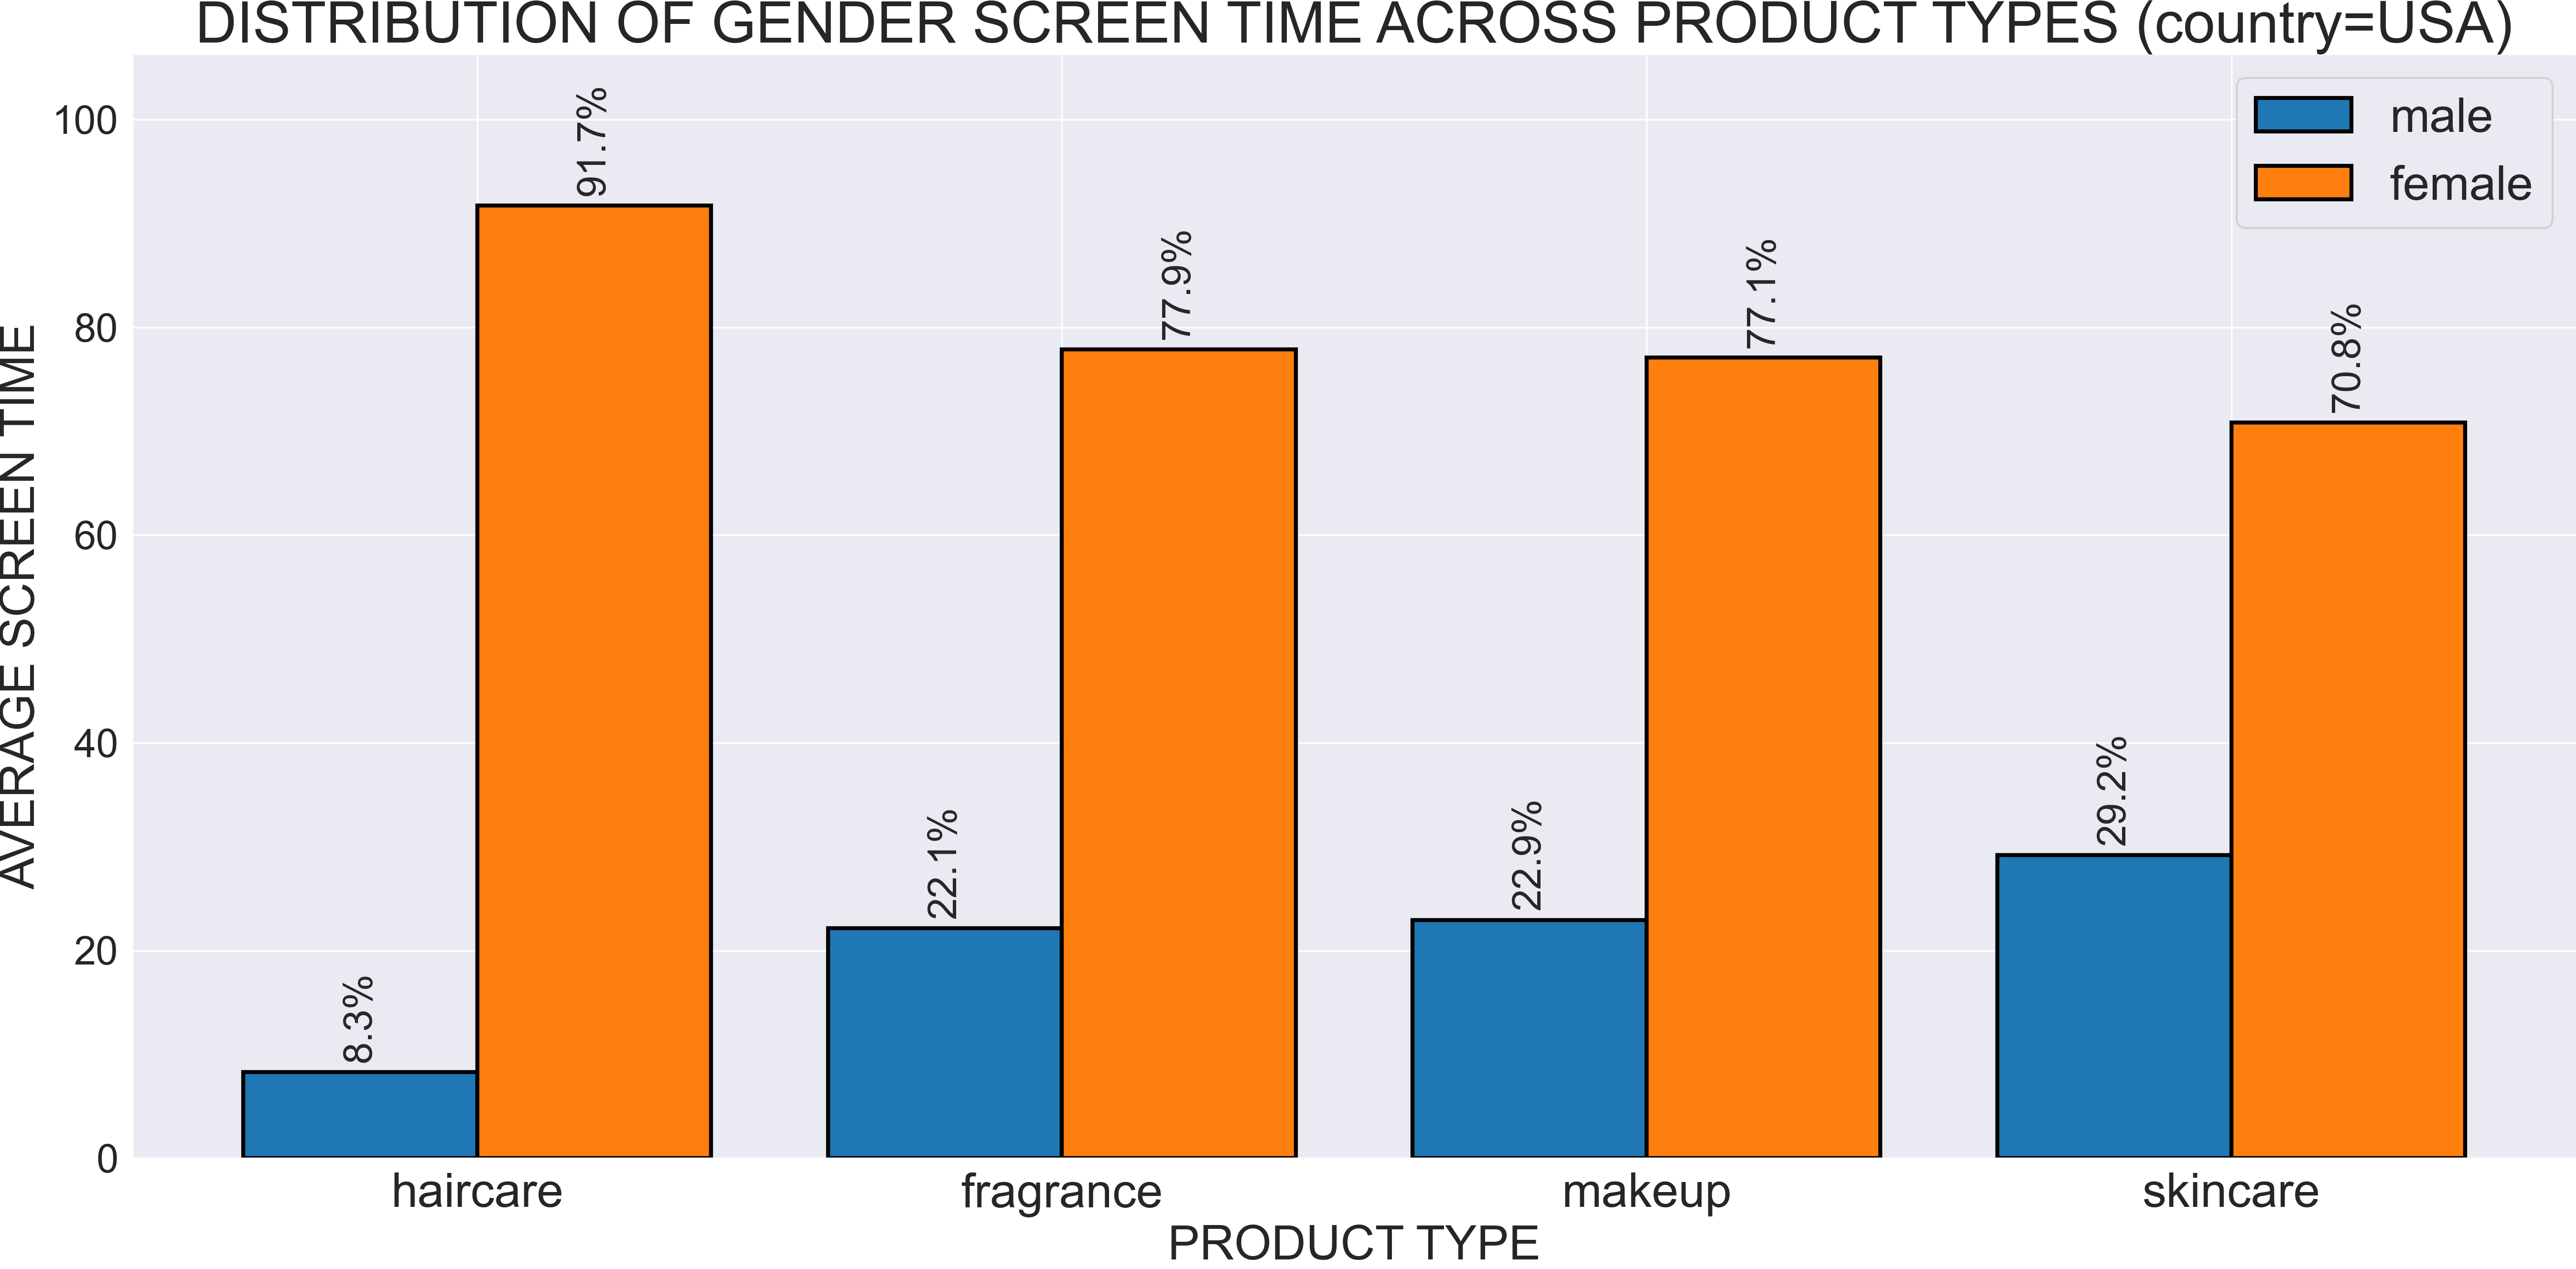 DISTRIBUTION OF GENDER SCREEN TIME ACROSS PRODUCT TYPES (country=USA)
male
female
AVERAGE SCREEN TIME
100
80
60
40
20
0
8.3%
91.7%
22.1%
77.9%
22.9%
77.1%
29.2%
70.8%
haircare
fragrance
makeup
skincare
PRODUCT TYPE